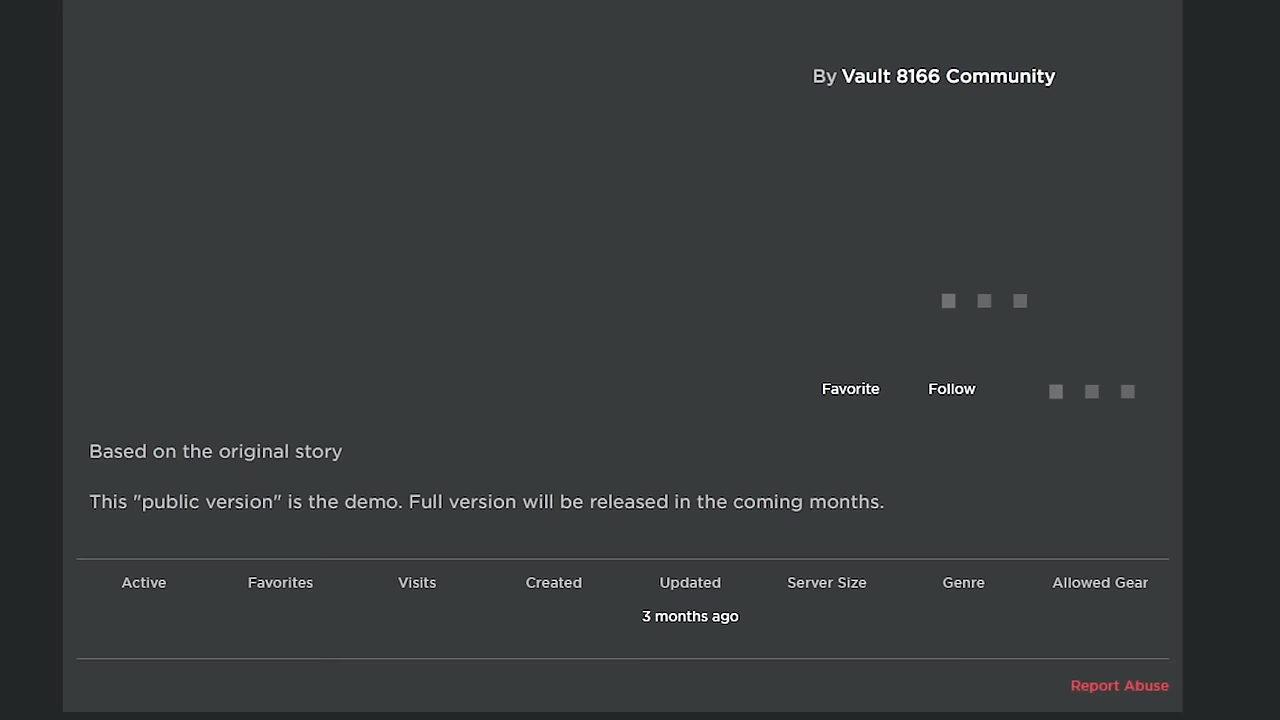 By Vault 8166 Community
Favorite Follow
Based on the original story
This "public version" is the demo. Full version will be released in the coming months.
Active Favorites Visits Created Updated Server Size Genre Allowed Gear
3 months ago
Report Abuse